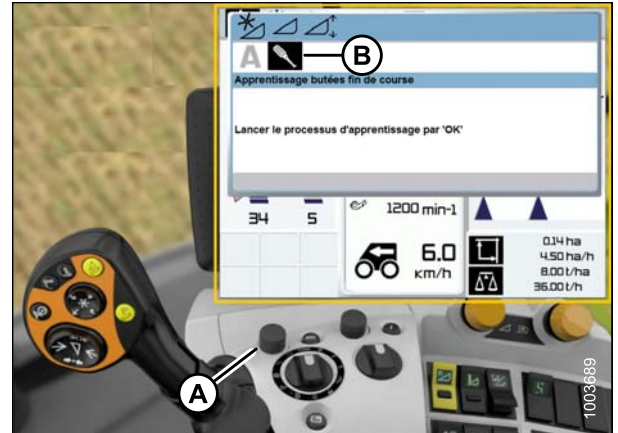 A
B
Apprentissage butées fin de course
Lancer le processus d'apprentissage par 'OK'
34
5
1200 min-1
6.0
km/h
0.14 ha
4.50 ha/h
8.00 t/ha
36.00 t/h
A
1003689